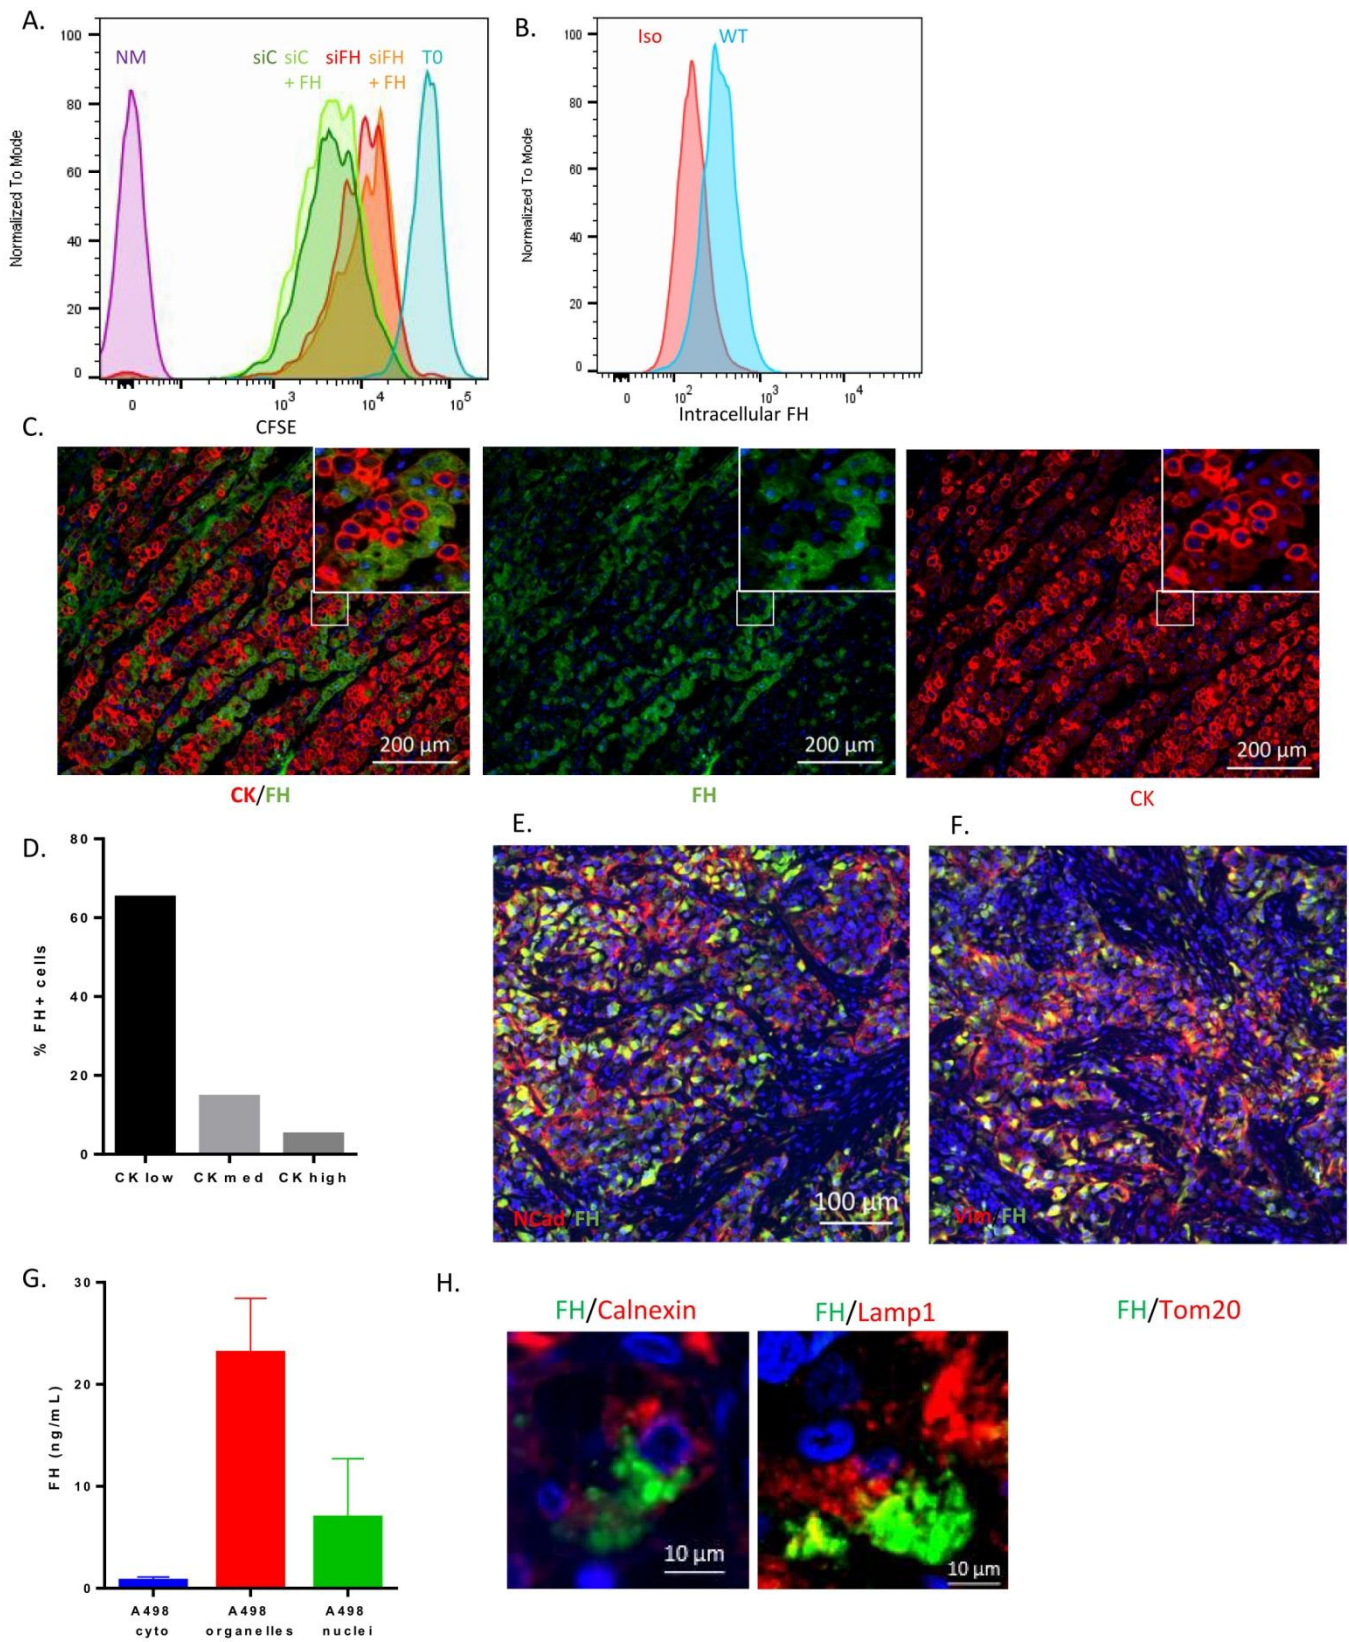 A.
NM
siC
siC
+ FH
siFH
siFH
+ FH
T0
Normalized To Mode
100
80
60
40
20
0
0
10³
10⁴
10⁵
CFSE
B.
Iso
WT
Normalized To Mode
100
80
60
40
20
0
0
10²
10³
10⁴
Intracellular FH
C.
200 µm
200 µm
200 µm
CK/FH
FH
CK
D.
% FH+ cells
80
60
40
20
0
CK low
CK med
CK high
E.
100 µm
NCad FH
F.
Vim FH
G.
FH (ng/mL)
30
20
10
0
A498
cyto
A498
organelles
A498
nuclei
H.
FH/Calnexin
FH/Lamp1
FH/Tom20
10 µm
10 µm